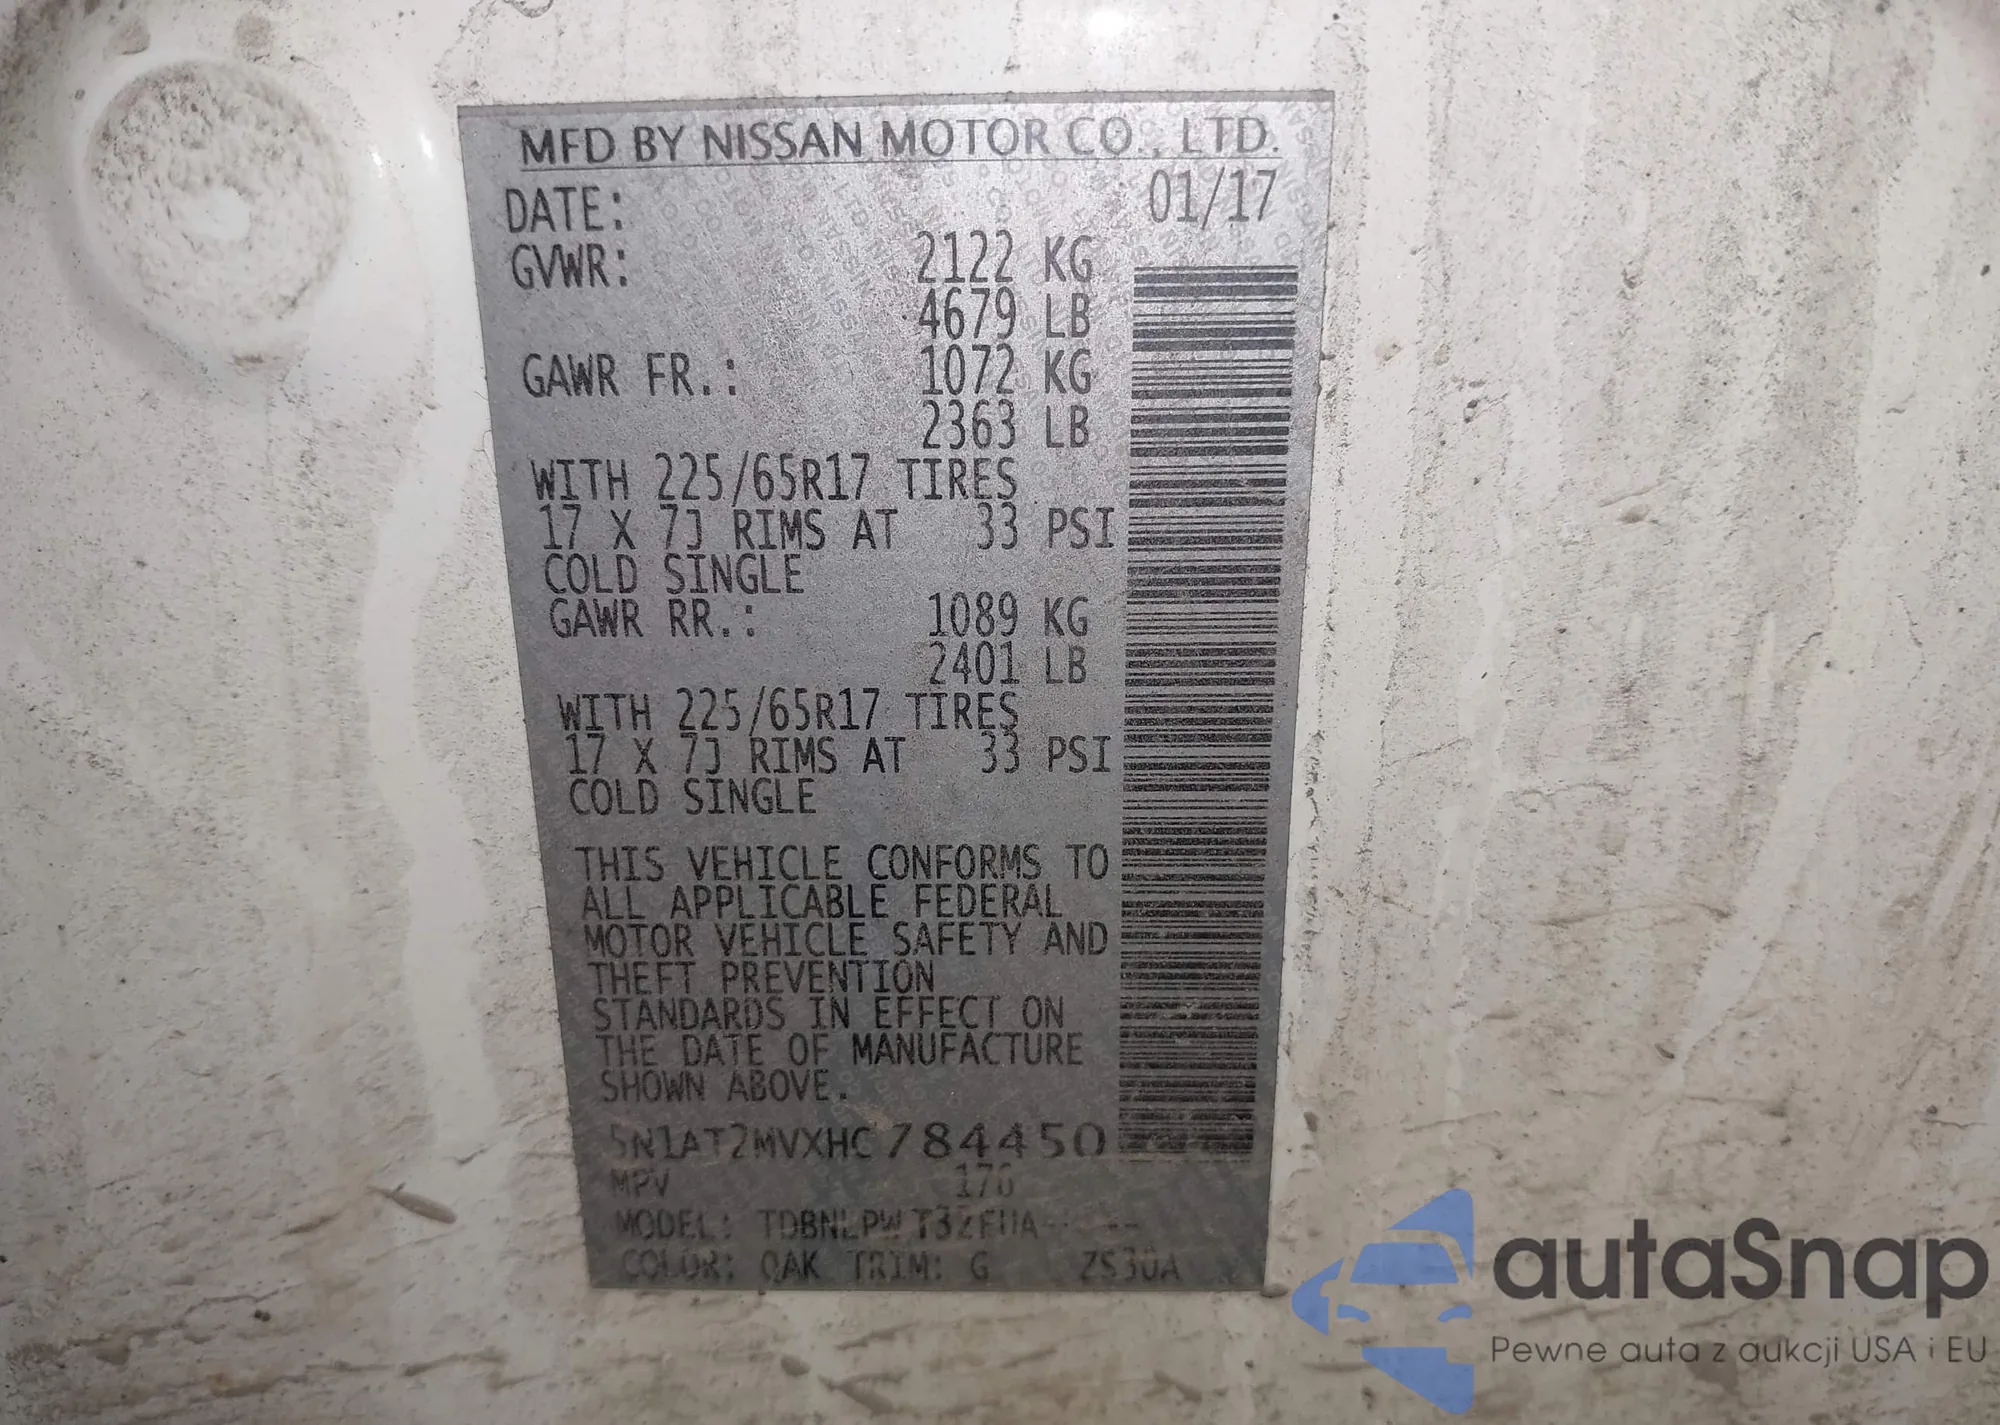 MFD BY NISSAN MOTOR CO., LTD.
DATE: 01/17
GVWR: 2122 KG
4679 LB
GAWR FR.: 1072 KG
2363 LB
WITH 225/65R17 TIRES
17 X 7J RIMS AT 33 PSI
COLD SINGLE
GAWR RR.: 1089 KG
2401 LB
WITH 225/65R17 TIRES
17 X 7J RIMS AT 33 PSI
COLD SINGLE
THIS VEHICLE CONFORMS TO
ALL APPLICABLE FEDERAL
MOTOR VEHICLE SAFETY AND
THEFT PREVENTION
STANDARDS IN EFFECT ON
THE DATE OF MANUFACTURE
SHOWN ABOVE.
5N1AT2MVXHC784450
MPV 176
MODEL:
COLOR: QAK TRIM: G
autaSnap
Pewne auta z aukcji USA i EU